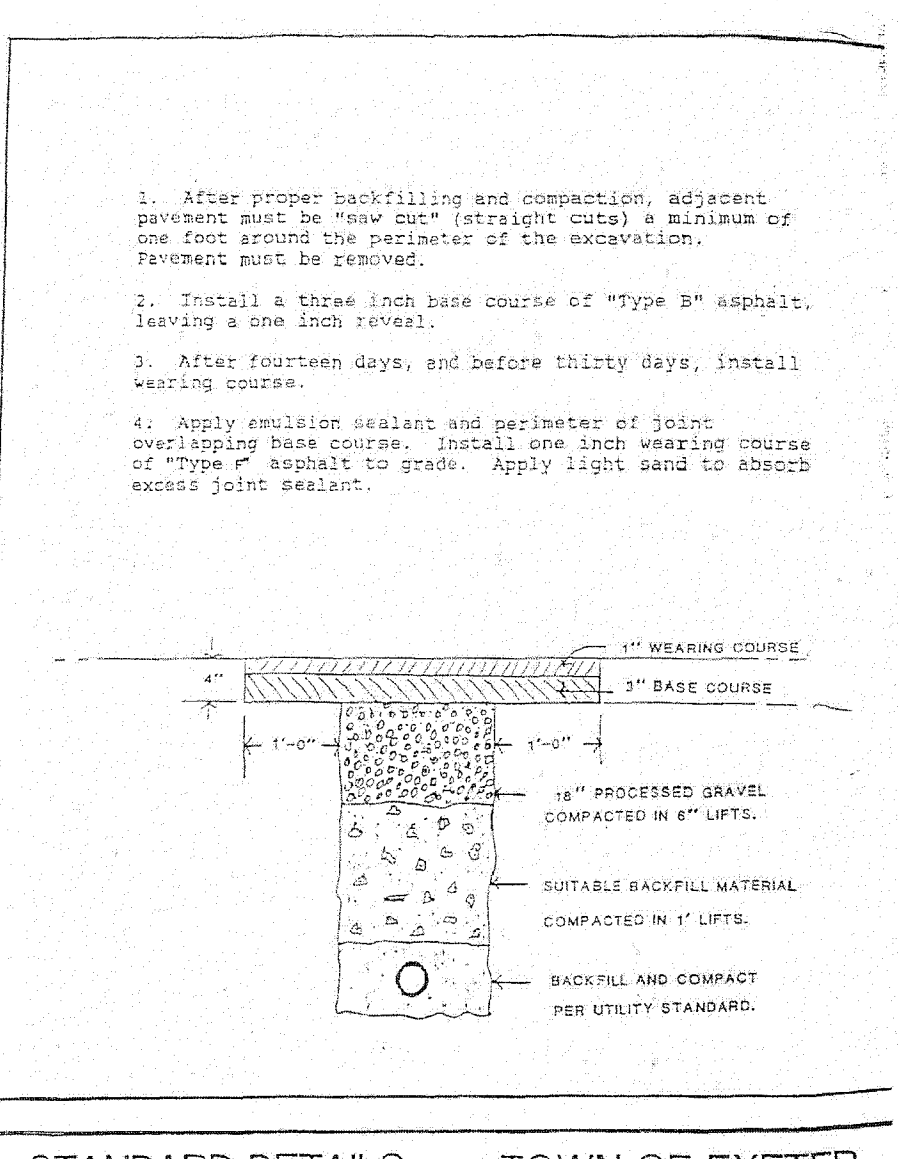 1. After proper backfilling and compaction, adjacent
pavement must be "saw cut" (straight cuts) a minimum of
one foot around the perimeter of the excavation.
Pavement must be removed.
2. Install a three inch base course of "Type B" asphalt,
leaving a one inch reveal.
3. After fourteen days, and before thirty days, install
wearing course.
4. Apply emulsion sealant and perimeter of joint
overlapping base course. Install one inch wearing course
of "Type F" asphalt to grade. Apply light sand to absorb
excess joint sealant.
1" WEARING COURSE
4"
3" BASE COURSE
1'-0"
1'-0"
18" PROCESSED GRAVEL
COMPACTED IN 6" LIFTS.
SUITABLE BACKFILL MATERIAL
COMPACTED IN 1' LIFTS.
BACKFILL AND COMPACT
PER UTILITY STANDARD.
STANDARD DETAILS TOWN OF EXETER